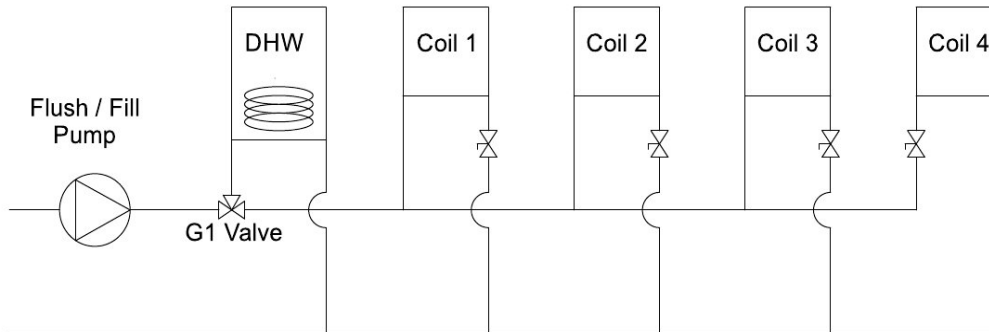 DHW
Coil 1
Coil 2
Coil 3
Coil 4
Flush / Fill
Pump
G1 Valve